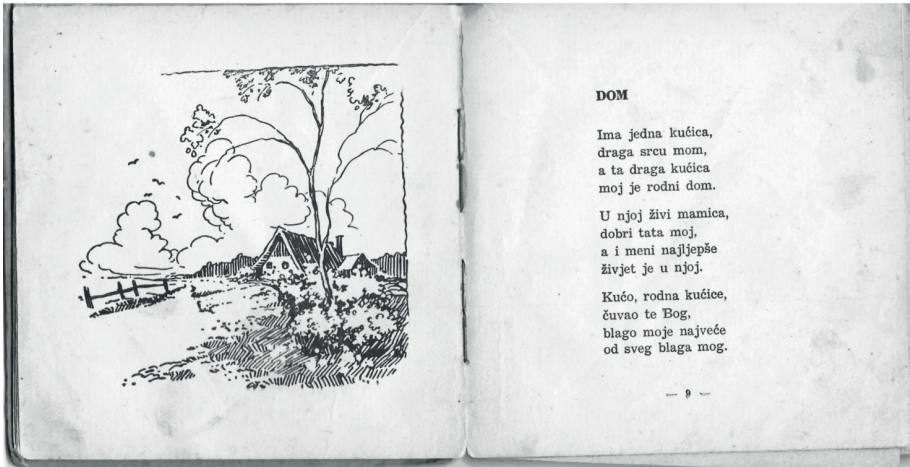 DOM
Ima jedna kućica,
draga srcu mom,
a ta draga kućica
moj je rodni dom.
U njoj živi mamica,
dobri tata moj,
a i meni najljepše
živjet je u njoj.
Kućo, rodna kućice,
čuvao te Bog,
blago moje najveće
od sveg blaga mog.
— 9 —